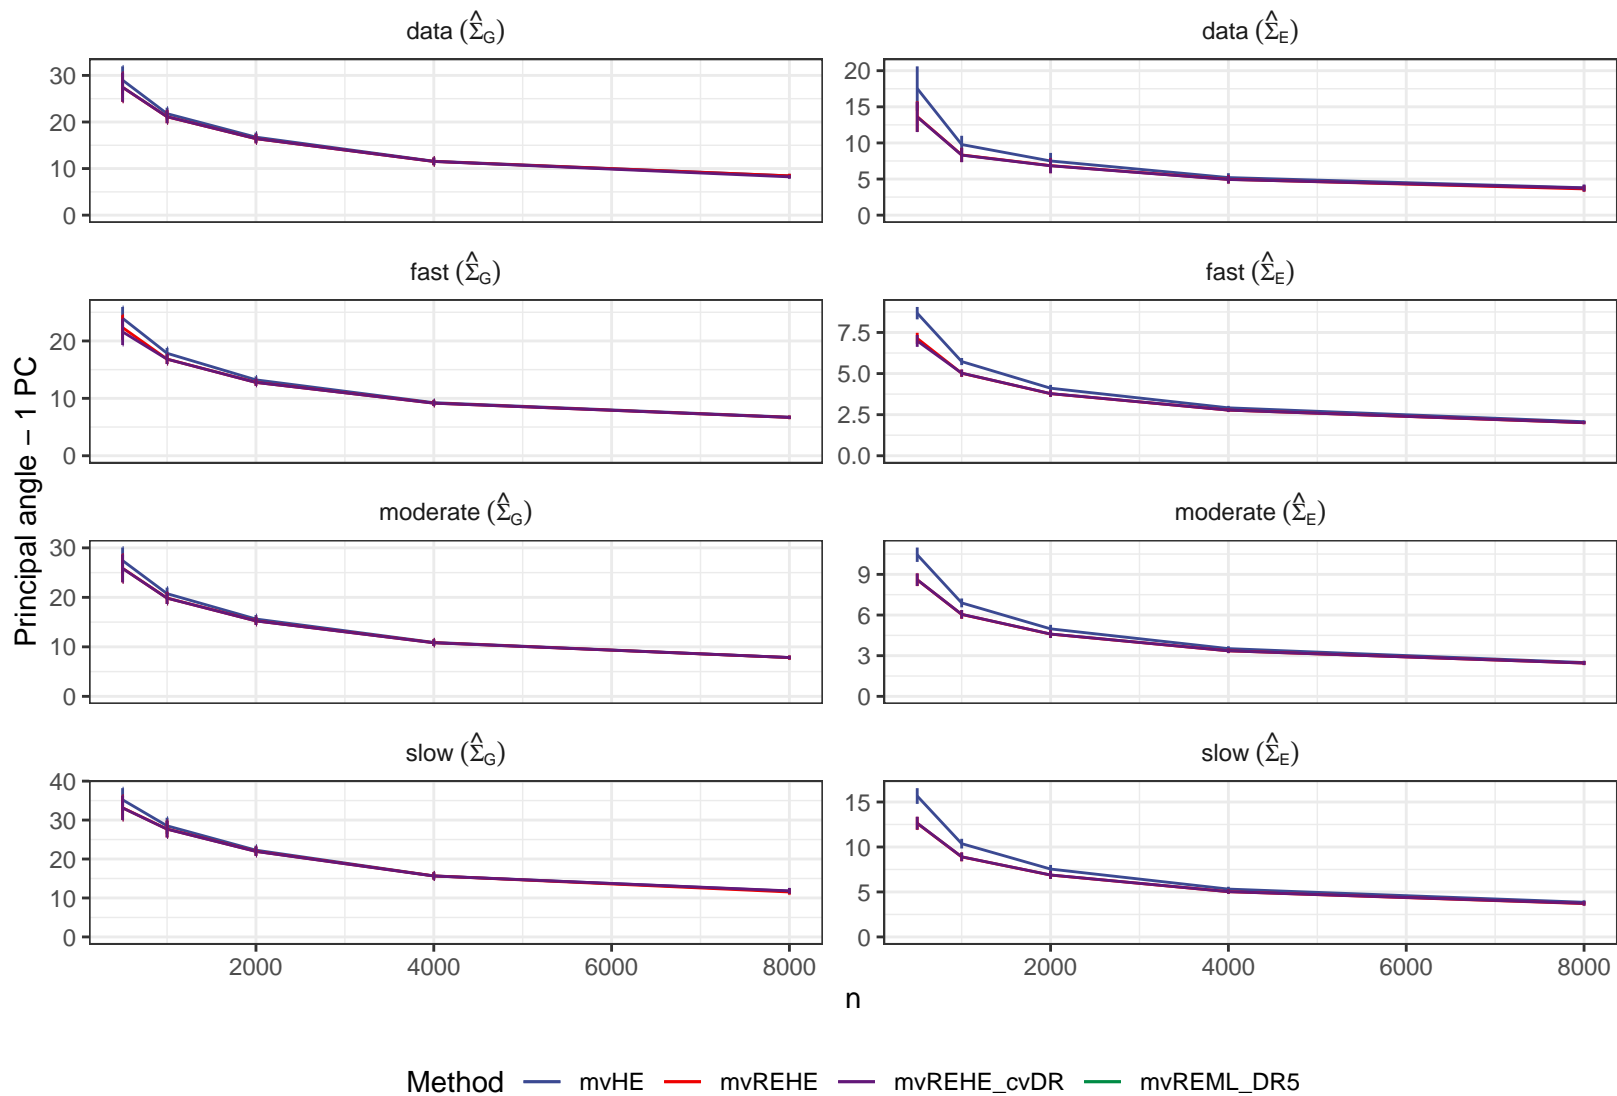 data (Σ̂G)
data (Σ̂E)
30
20
10
0
20
15
10
5
0
fast (Σ̂G)
fast (Σ̂E)
20
10
0
7.5
5.0
2.5
0.0
moderate (Σ̂G)
moderate (Σ̂E)
30
20
10
0
9
6
3
0
slow (Σ̂G)
slow (Σ̂E)
40
30
20
10
0
15
10
5
0
2000 4000 6000 8000
2000 4000 6000 8000
Principal angle − 1 PC
n
Method mvHE mvREHE mvREHE_cvDR mvREML_DR5